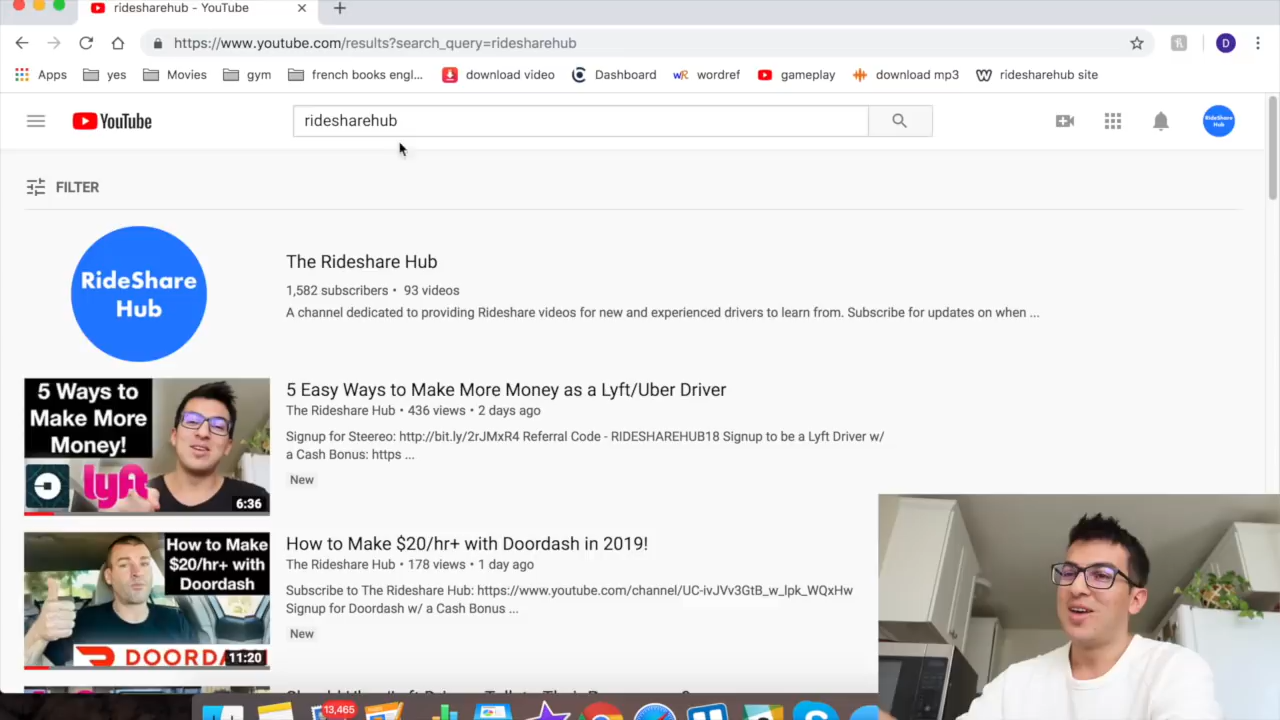 ridesharehub - YouTube
https://www.youtube.com/results?search_query=ridesharehub
D
Apps
yes
Movies
gym
french books engl...
download video
Dashboard
wordref
gameplay
download mp3
ridesharehub site
YouTube
ridesharehub
RideShare
Hub
FILTER
RideShare
Hub
The Rideshare Hub
1,582 subscribers • 93 videos
A channel dedicated to providing Rideshare videos for new and experienced drivers to learn from. Subscribe for updates on when ...
5 Ways to
Make More
Money!
lyft
6:36
5 Easy Ways to Make More Money as a Lyft/Uber Driver
The Rideshare Hub • 436 views • 2 days ago
Signup for Steereo: http://bit.ly/2rJMxR4 Referral Code - RIDESHAREHUB18 Signup to be a Lyft Driver w/
a Cash Bonus: https ...
New
How to Make
$20/hr+ with
Doordash
DOORDA
11:20
How to Make $20/hr+ with Doordash in 2019!
The Rideshare Hub • 178 views • 1 day ago
Subscribe to The Rideshare Hub: https://www.youtube.com/channel/UC-ivJVv3GtB_w_lpk_WQxHw
Signup for Doordash w/ a Cash Bonus ...
New
13,465